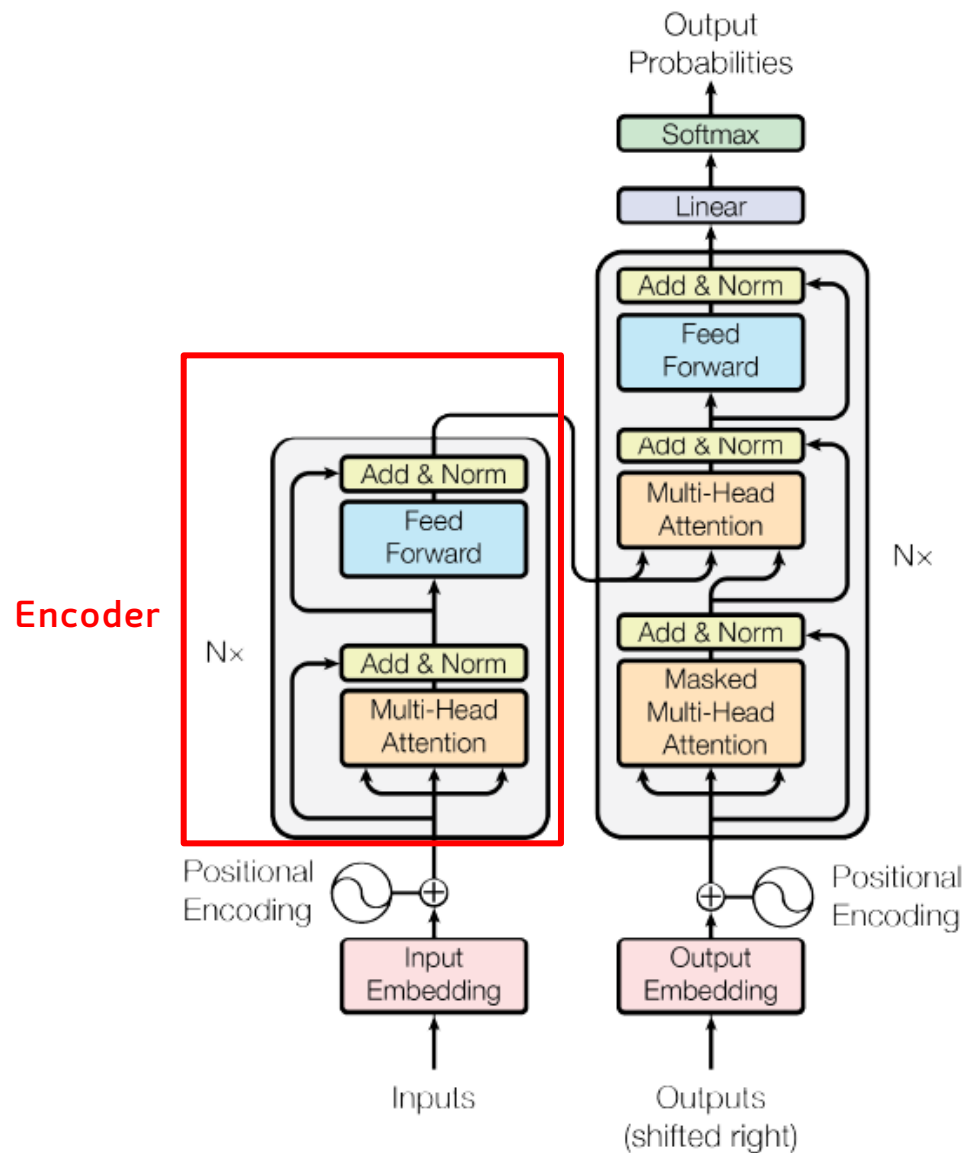 Output
Probabilities
Softmax
Linear
Add & Norm
Feed
Forward
Add & Norm
Multi-Head
Attention
Add & Norm
Masked
Multi-Head
Attention
N×
Encoder
Add & Norm
Feed
Forward
N×
Add & Norm
Multi-Head
Attention
Positional
Encoding
Positional
Encoding
Input
Embedding
Output
Embedding
Inputs
Outputs
(shifted right)